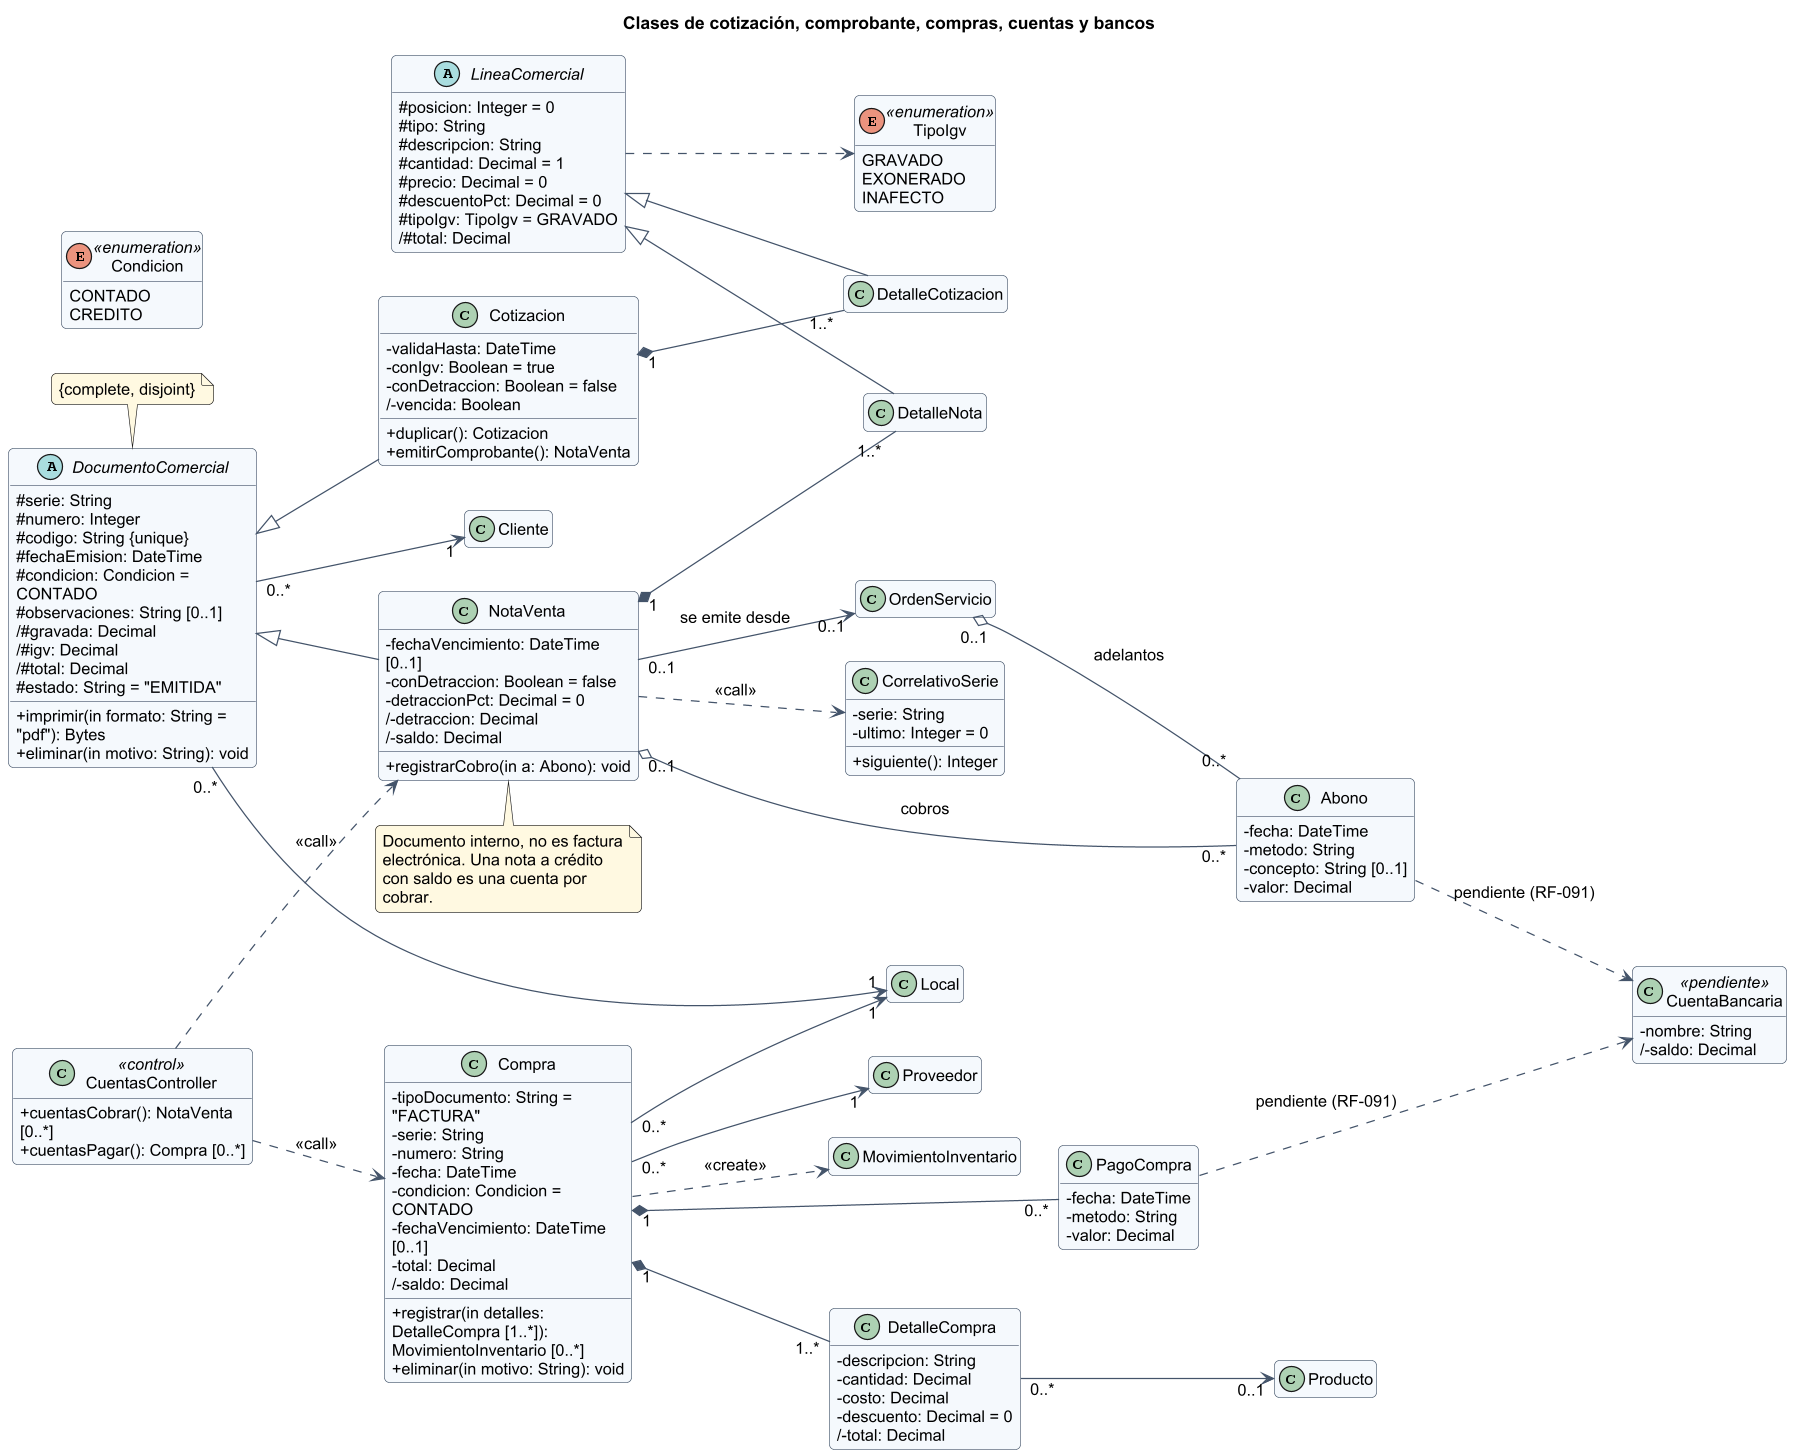 Clases de cotización, comprobante, compras, cuentas y bancos
A
LineaComercial
#posicion: Integer = 0
#tipo: String
#descripcion: String
#cantidad: Decimal = 1
#precio: Decimal = 0
#descuentoPct: Decimal = 0
#tipoIgv: TipoIgv = GRAVADO
/#total: Decimal
E
«enumeration»
TipoIgv
GRAVADO
EXONERADO
INAFECTO
E
«enumeration»
Condicion
CONTADO
CREDITO
C
DetalleCotizacion
C
Cotizacion
-validaHasta: DateTime
-conIgv: Boolean = true
-conDetraccion: Boolean = false
/-vencida: Boolean
+duplicar(): Cotizacion
+emitirComprobante(): NotaVenta
1
1..*
{complete, disjoint}
C
DetalleNota
1..*
A
DocumentoComercial
#serie: String
#numero: Integer
#codigo: String {unique}
#fechaEmision: DateTime
#condicion: Condicion =
CONTADO
#observaciones: String [0..1]
/#gravada: Decimal
/#igv: Decimal
/#total: Decimal
#estado: String = "EMITIDA"
+imprimir(in formato: String =
"pdf"): Bytes
+eliminar(in motivo: String): void
C
Cliente
1
0..*
C
NotaVenta
-fechaVencimiento: DateTime
[0..1]
-conDetraccion: Boolean = false
-detraccionPct: Decimal = 0
/-detraccion: Decimal
/-saldo: Decimal
+registrarCobro(in a: Abono): void
1
se emite desde
0..1
0..1
C
OrdenServicio
0..1
adelantos
0..*
«call»
C
CorrelativoSerie
-serie: String
-ultimo: Integer = 0
+siguiente(): Integer
0..1
cobros
0..*
0..*
«call»
Documento interno, no es factura
electrónica. Una nota a crédito
con saldo es una cuenta por
cobrar.
C
Abono
-fecha: DateTime
-metodo: String
-concepto: String [0..1]
-valor: Decimal
pendiente (RF-091)
1
C
Local
1
C
«pendiente»
CuentaBancaria
-nombre: String
/-saldo: Decimal
C
«control»
CuentasController
+cuentasCobrar(): NotaVenta
[0..*]
+cuentasPagar(): Compra [0..*]
«call»
C
Compra
-tipoDocumento: String =
"FACTURA"
-serie: String
-numero: String
-fecha: DateTime
-condicion: Condicion =
CONTADO
-fechaVencimiento: DateTime
[0..1]
-total: Decimal
/-saldo: Decimal
+registrar(in detalles:
DetalleCompra [1..*]):
MovimientoInventario [0..*]
+eliminar(in motivo: String): void
0..*
C
Proveedor
1
0..*
«create»
C
MovimientoInventario
pendiente (RF-091)
1
0..*
C
PagoCompra
-fecha: DateTime
-metodo: String
-valor: Decimal
1
1..*
C
DetalleCompra
-descripcion: String
-cantidad: Decimal
-costo: Decimal
-descuento: Decimal = 0
/-total: Decimal
0..*
0..1
C
Producto